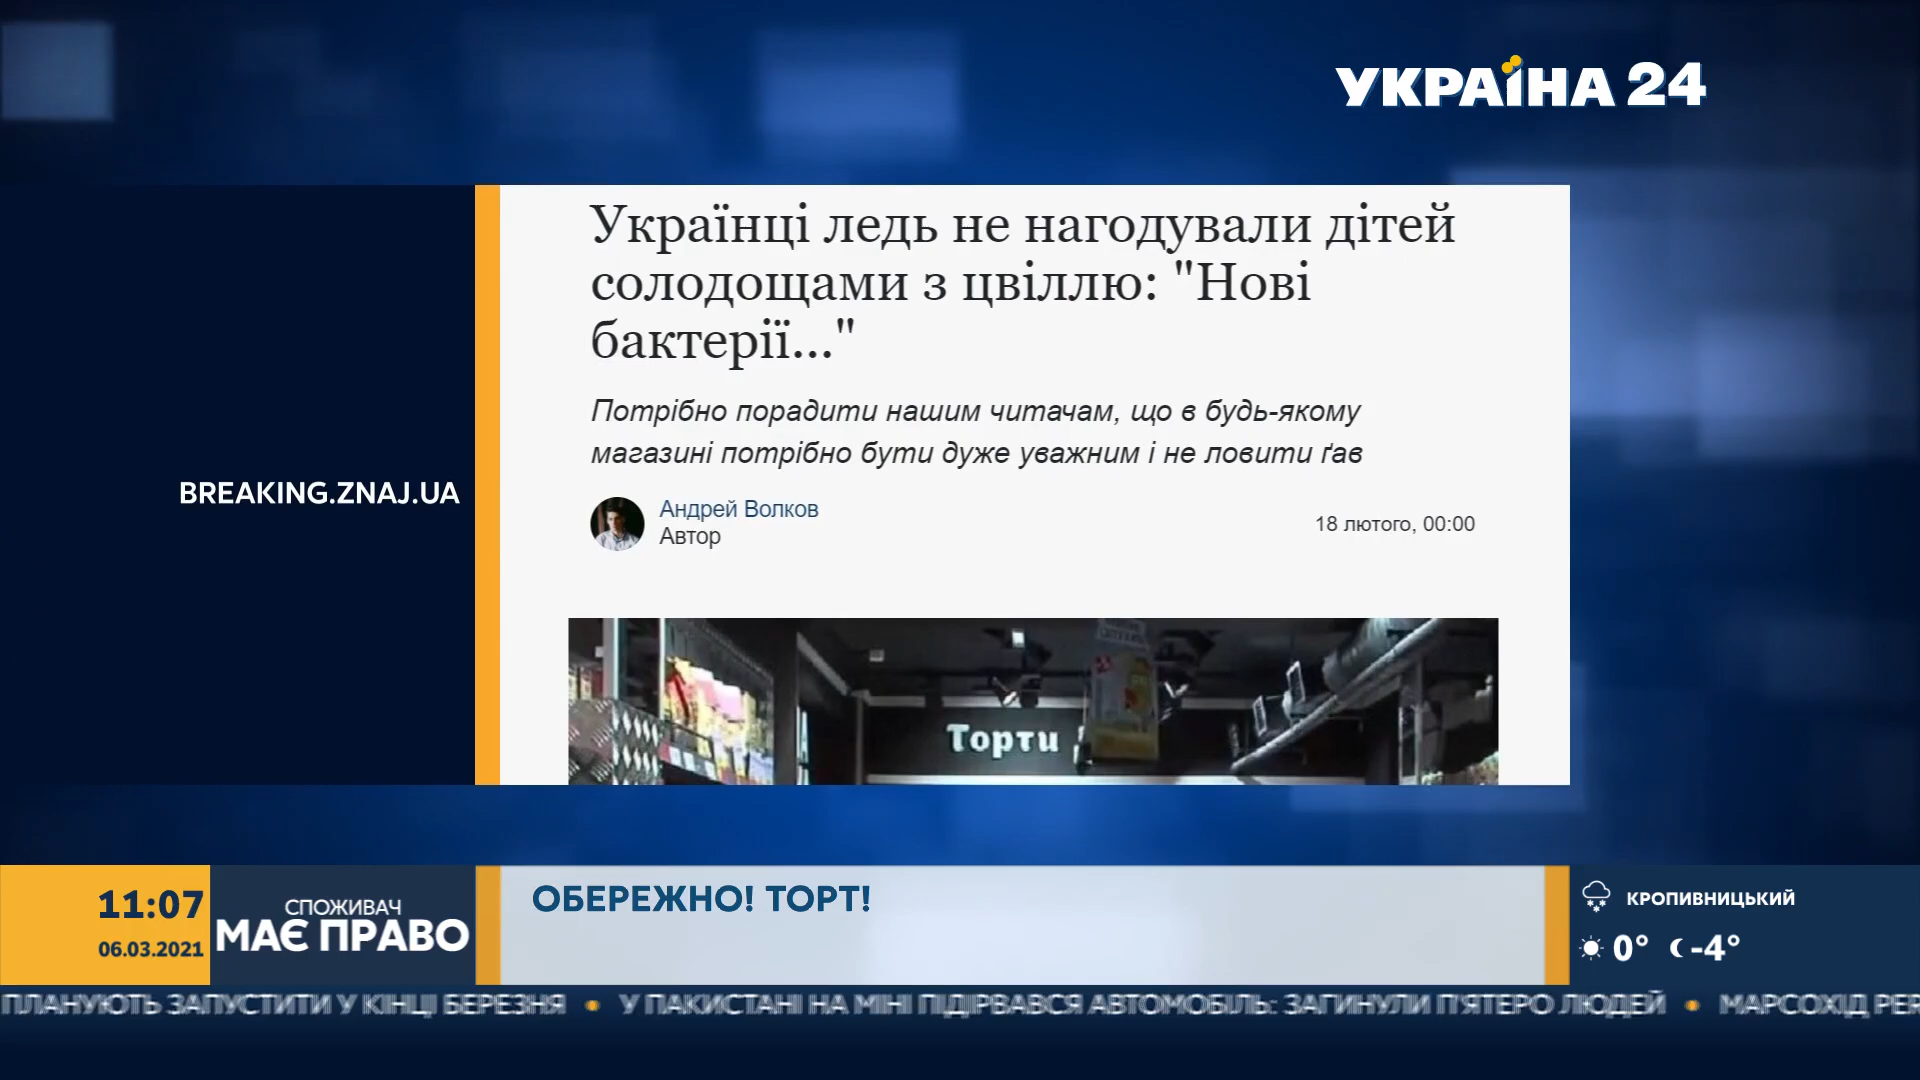 УКРАЇНА 24
Українці ледь не нагодували дітей
солодощами з цвіллю: "Нові
бактерії..."
Потрібно порадити нашим читачам, що в будь-якому
магазині потрібно бути дуже уважним і не ловити ґав
BREAKING.ZNAJ.UA
Андрей Волков
Автор
18 лютого, 00:00
Торти
11:07
06.03.2021
СПОЖИВАЧ
МАЄ ПРАВО
ОБЕРЕЖНО! ТОРТ!
КРОПИВНИЦЬКИЙ
0° -4°
ПЛАНУЮТЬ ЗАПУСТИТИ У КІНЦІ БЕРЕЗНЯ • У ПАКИСТАНІ НА МІНІ ПІДІРВАВСЯ АВТОМОБІЛЬ: ЗАГИНУЛИ П'ЯТЕРО ЛЮДЕЙ • МАРСОХІД PER